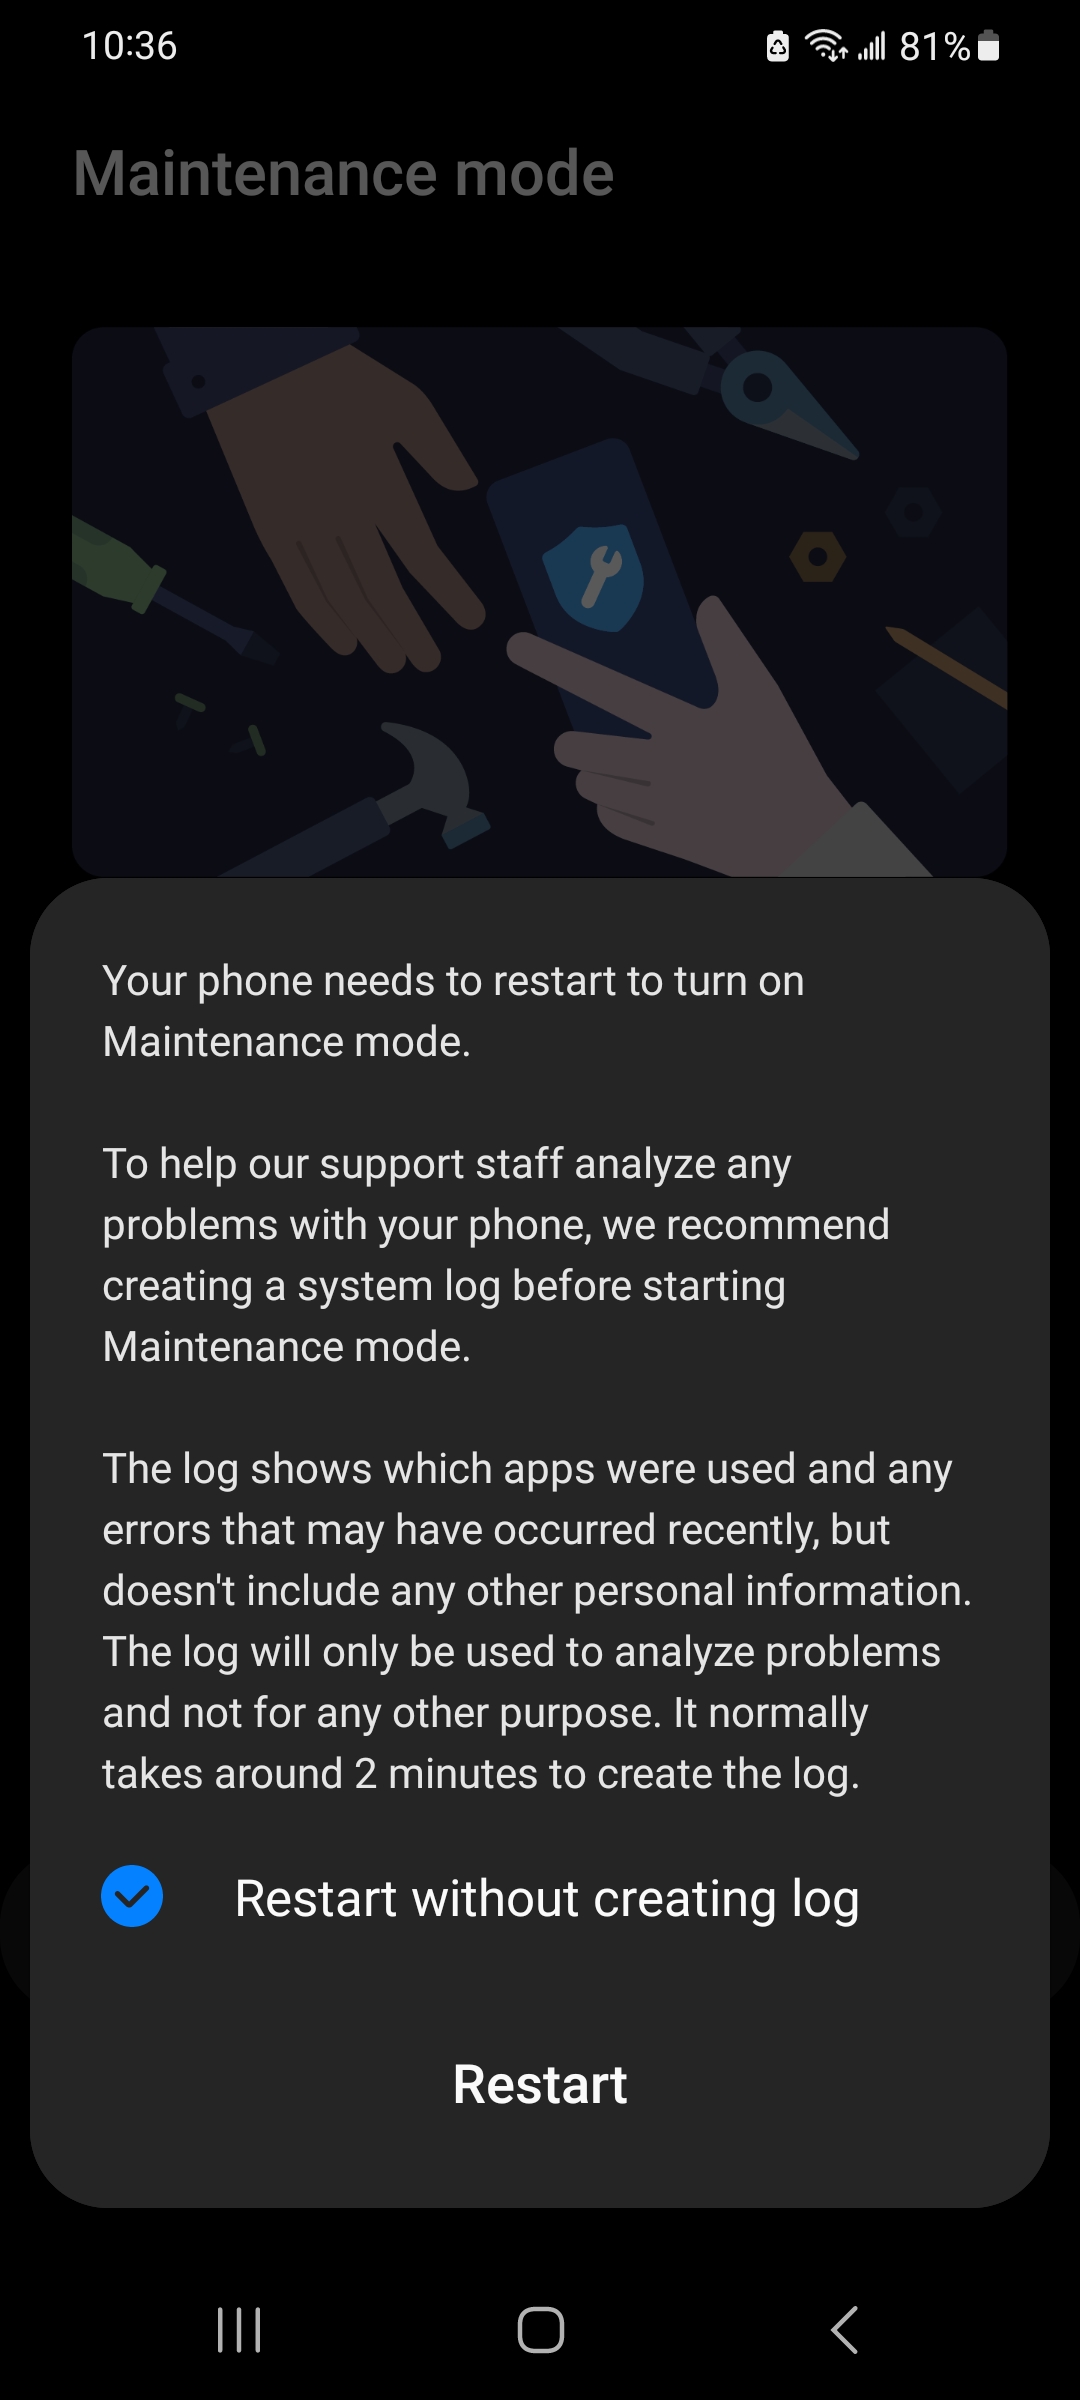 10:36
81%
Maintenance mode
Your phone needs to restart to turn on
Maintenance mode.
To help our support staff analyze any
problems with your phone, we recommend
creating a system log before starting
Maintenance mode.
The log shows which apps were used and any
errors that may have occurred recently, but
doesn't include any other personal information.
The log will only be used to analyze problems
and not for any other purpose. It normally
takes around 2 minutes to create the log.
Restart without creating log
Restart